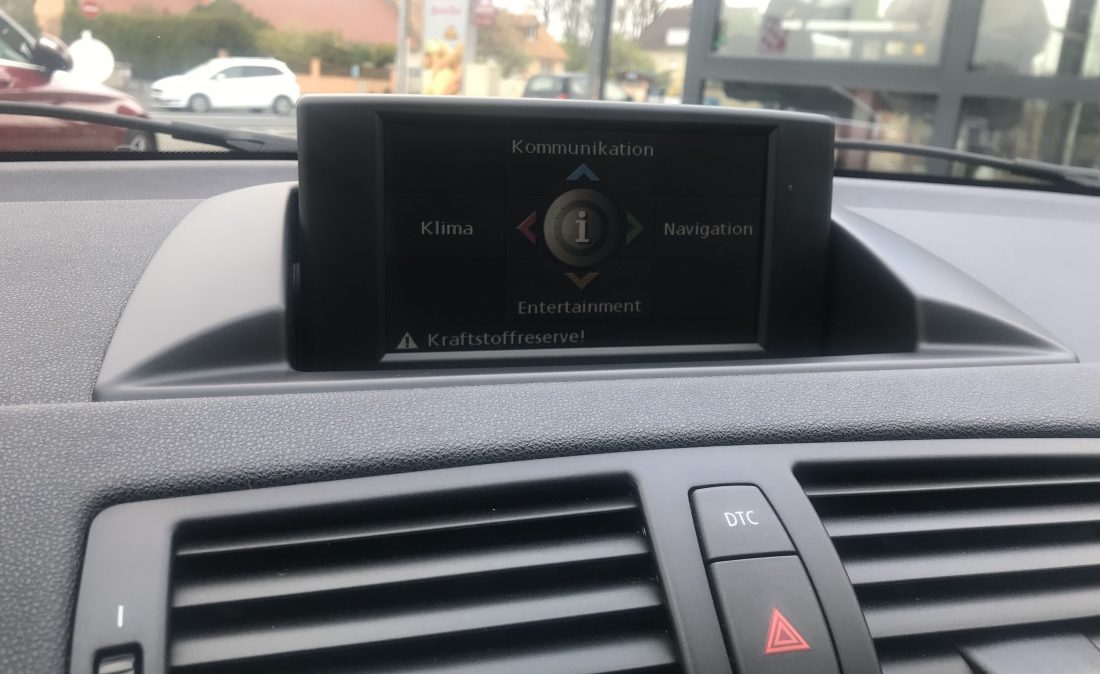 Kommunikation
Klima
i
Navigation
Entertainment
Kraftstoffreserve!
DTC